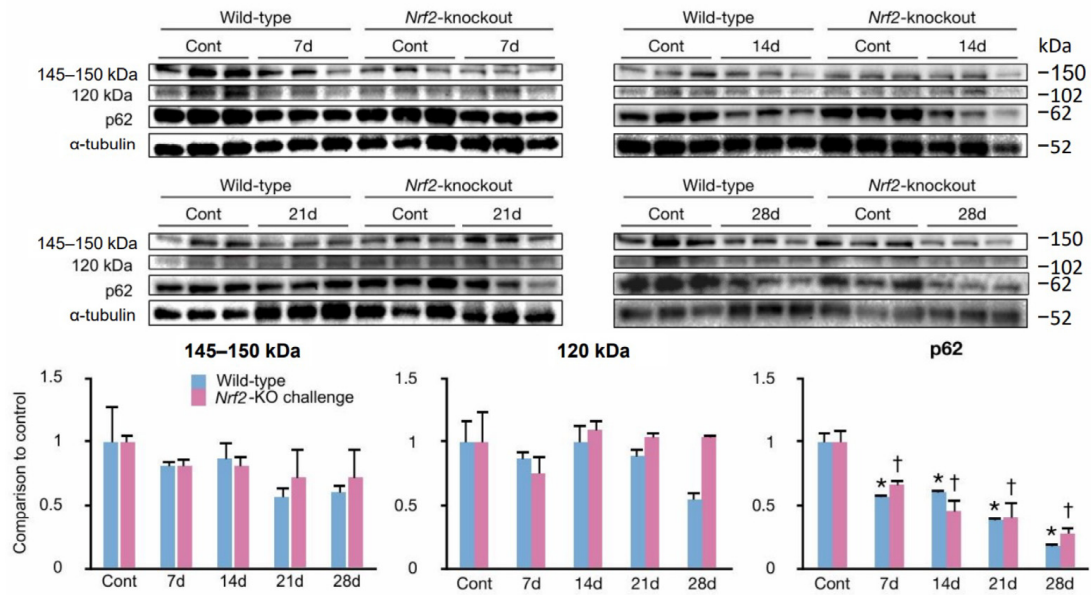 Wild-type Nrf2-knockout Wild-type Nrf2-knockout
Cont 7d Cont 7d Cont 14d Cont 14d kDa
145–150 kDa –150
120 kDa –102
p62 –62
α-tubulin –52
Wild-type Nrf2-knockout Wild-type Nrf2-knockout
Cont 21d Cont 21d Cont 28d Cont 28d
145–150 kDa –150
120 kDa –102
p62 –62
α-tubulin –52
145–150 kDa
Comparison to control
1.5
1
0.5
0
Wild-type
Nrf2-KO challenge
Cont 7d 14d 21d 28d
120 kDa
1.5
1
0.5
0
Cont 7d 14d 21d 28d
p62
1.5
1
0.5
0
* † * † * † * †
Cont 7d 14d 21d 28d